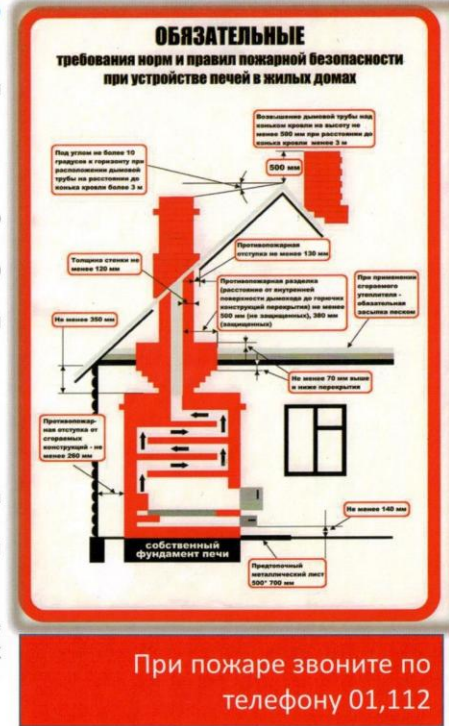 ОБЯЗАТЕЛЬНЫЕ
требования норм и правил пожарной безопасности
при устройстве печей в жилых домах
Возвышение дымовой трубы над
коньком кровли на высоту не
менее 500 мм при расстоянии до
конька кровли менее 3 м
Под углом не более 10
градусов к горизонту при
расположении дымовой
трубы на расстоянии до
конька кровли более 3 м
500 мм
Противопожарная
отступка не менее 130 мм
Толщина стенки не
менее 120 мм
Противопожарная разделка
(расстояние от внутренней
поверхности дымохода до горючих
конструкций перекрытия) не менее
500 мм (не защищенных), 380 мм
(защищенных)
При применении
сгораемого
утеплителя -
обязательная
засыпка песком
Не менее 350 мм
Не менее 70 мм выше
и ниже перекрытия
Противопожар-
ная отступка от
сгораемых
конструкций - не
менее 260 мм
Не менее 140 мм
собственный
фундамент печи
Предтопочный
металлический лист
500* 700 мм
При пожаре звоните по
телефону 01,112